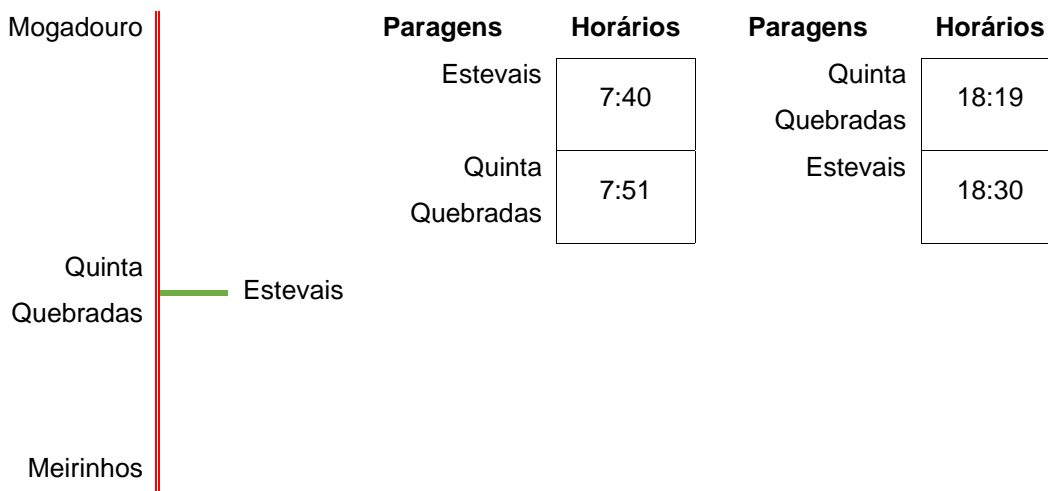 Mogadouro
Paragens Horários Paragens Horários
Estevais
7:40
Quinta
Quebradas
18:19
Quinta
Quebradas
7:51
Estevais
18:30
Quinta
Quebradas
Estevais
Meirinhos